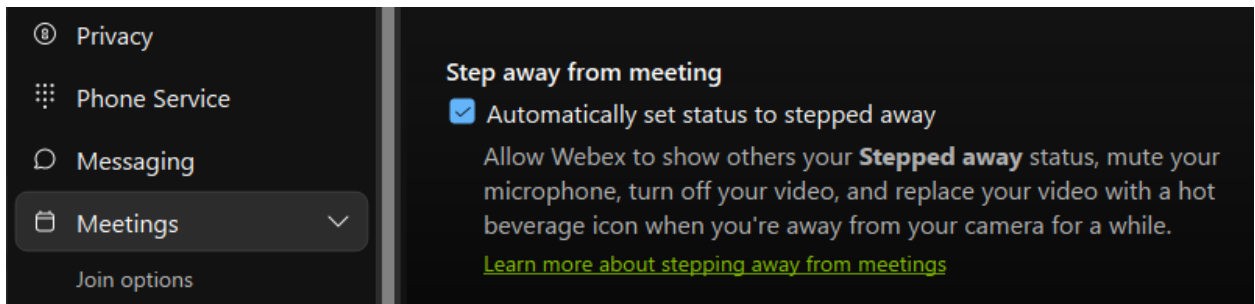 Privacy
Phone Service
Messaging
Meetings
Join options
Step away from meeting
Automatically set status to stepped away
Allow Webex to show others your Stepped away status, mute your
microphone, turn off your video, and replace your video with a hot
beverage icon when you're away from your camera for a while.
Learn more about stepping away from meetings